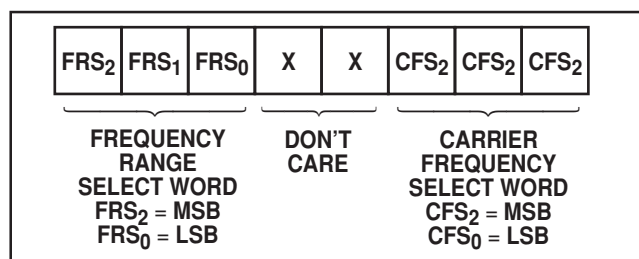 FRS2 FRS1 FRS0 X X CFS2 CFS2 CFS2
FREQUENCY
RANGE
SELECT WORD
FRS2 = MSB
FRS0 = LSB
DON'T
CARE
CARRIER
FREQUENCY
SELECT WORD
CFS2 = MSB
CFS0 = LSB